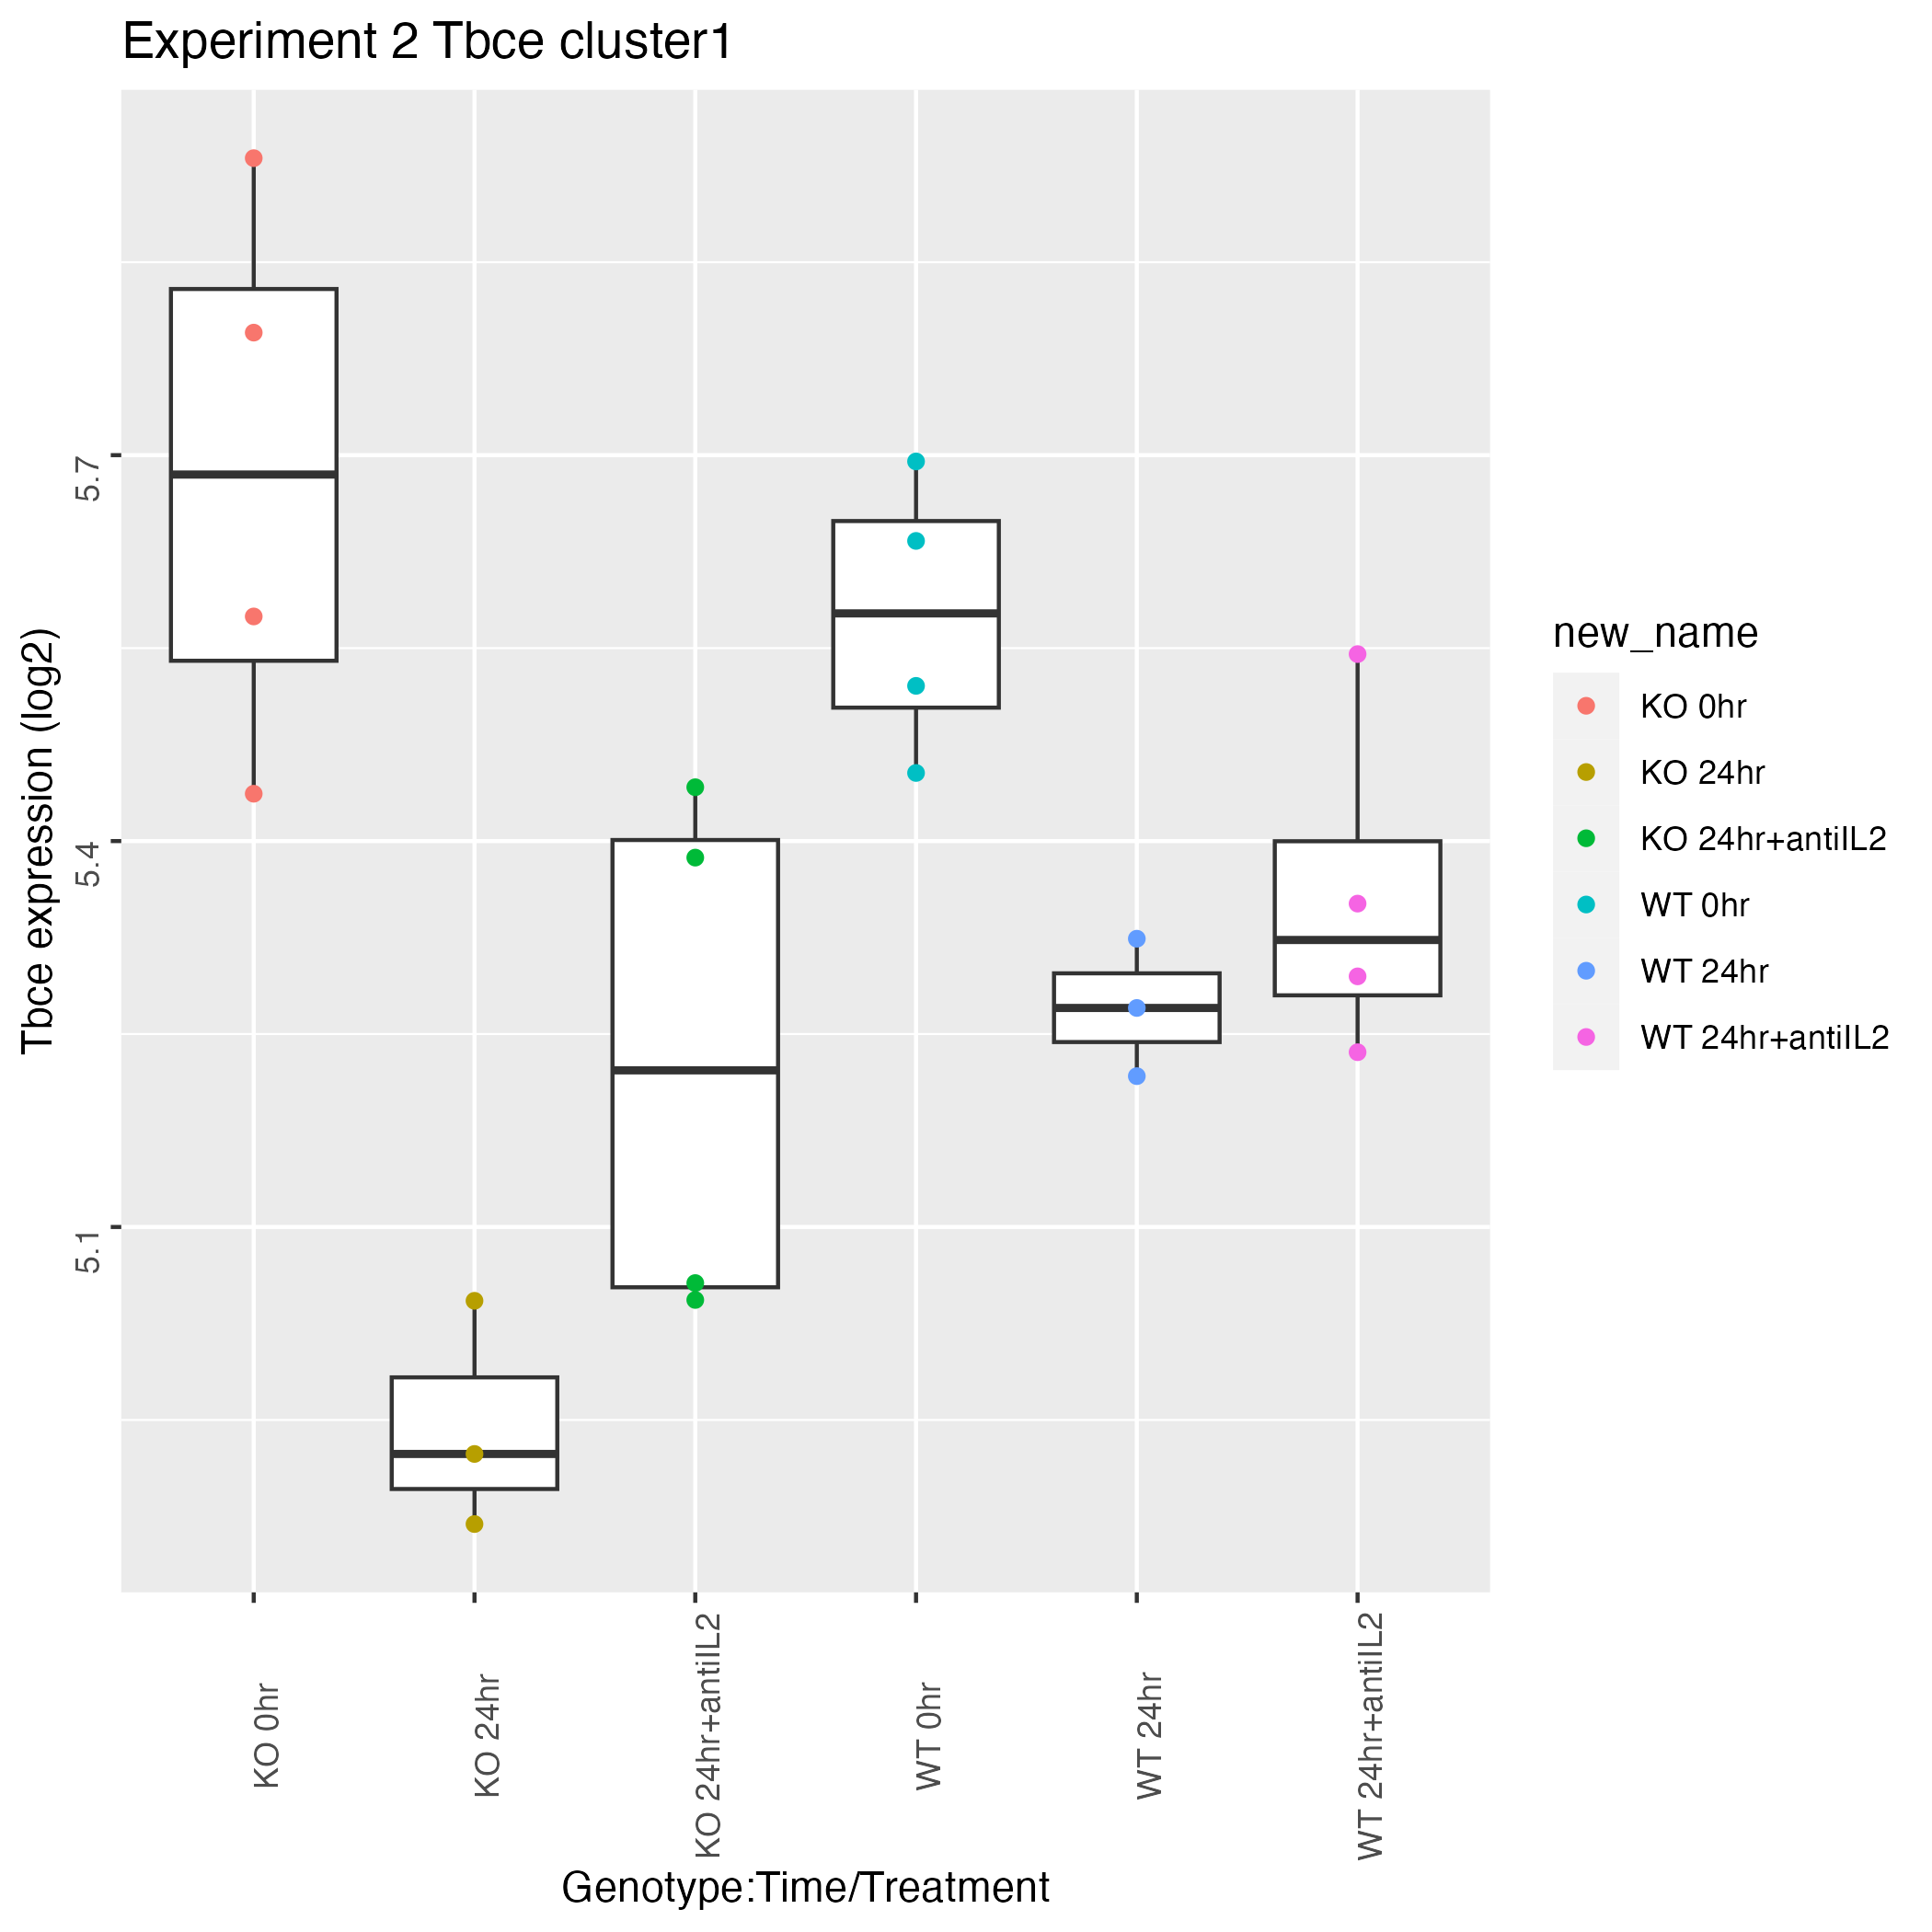 Experiment 2 Tbce cluster1
Tbce expression (log2)
5.7
5.4
5.1
KO 0hr
KO 24hr
KO 24hr+antiIL2
WT 0hr
WT 24hr
WT 24hr+antiIL2
Genotype:Time/Treatment
new_name
KO 0hr
KO 24hr
KO 24hr+antiIL2
WT 0hr
WT 24hr
WT 24hr+antiIL2